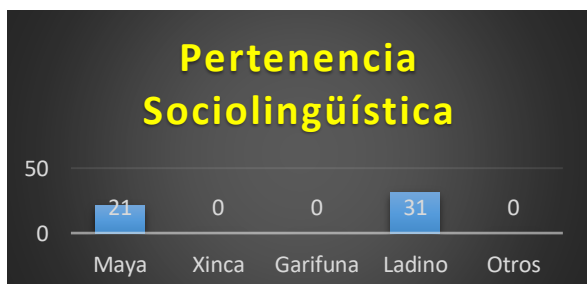 Pertenencia
Sociolingüística
50
21 0 0 31 0
0
Maya Xinca Garifuna Ladino Otros